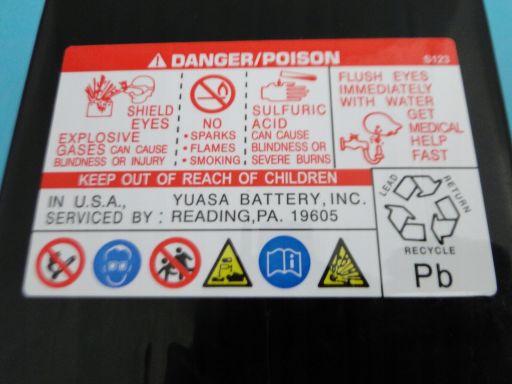 DANGER/POISON
S123
SHIELD
EYES
EXPLOSIVE
GASES CAN CAUSE
BLINDNESS OR INJURY
NO
• SPARKS
• FLAMES
• SMOKING
SULFURIC
ACID
CAN CAUSE
BLINDNESS OR
SEVERE BURNS
FLUSH EYES
IMMEDIATELY
WITH WATER
GET
MEDICAL
HELP
FAST
KEEP OUT OF REACH OF CHILDREN
IN U.S.A., YUASA BATTERY, INC.
SERVICED BY : READING, PA. 19605
LEAD RETURN
RECYCLE
Pb